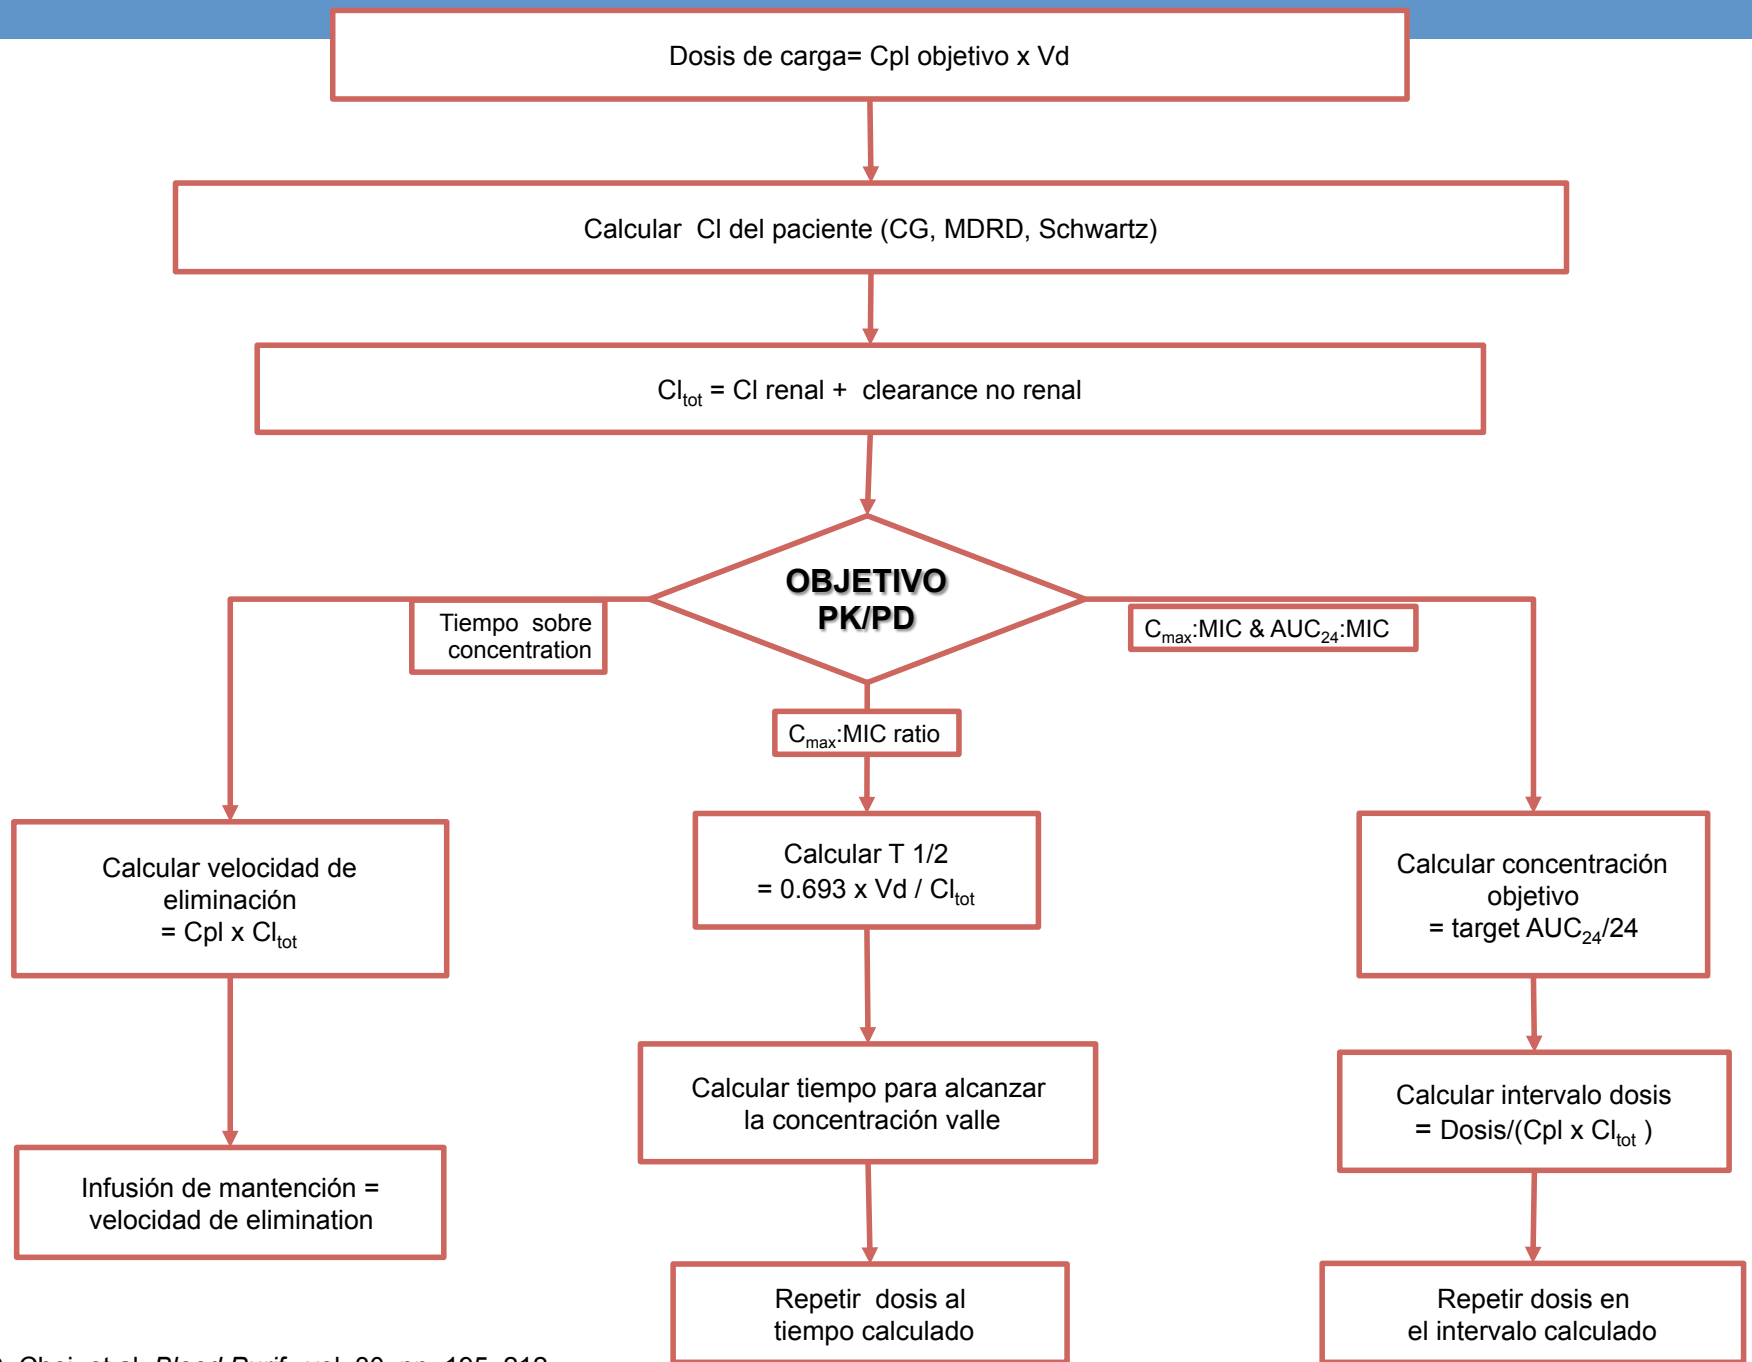 Dosis de carga= Cpl objetivo x Vd
Calcular Cl del paciente (CG, MDRD, Schwartz)
Cltot = Cl renal + clearance no renal
OBJETIVO
PK/PD
Tiempo sobre
concentration
Cmax:MIC & AUC24:MIC
Cmax:MIC ratio
Calcular velocidad de
eliminación
= Cpl x Cltot
Infusión de mantención =
velocidad de elimination
Calcular T 1/2
= 0.693 x Vd / Cltot
Calcular tiempo para alcanzar
la concentración valle
Repetir dosis al
tiempo calculado
Calcular concentración
objetivo
= target AUC24/24
Calcular intervalo dosis
= Dosis/(Cpl x Cltot )
Repetir dosis en
el intervalo calculado
et al.